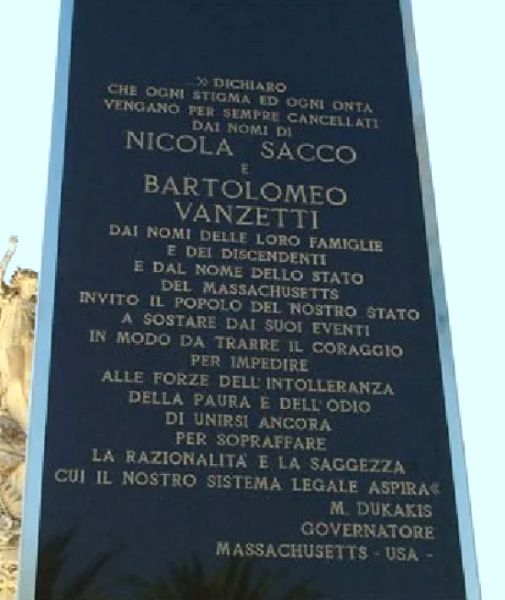 ...» DICHIARO
CHE OGNI STIGMA ED OGNI ONTA
VENGANO PER SEMPRE CANCELLATI
DAI NOMI DI
NICOLA SACCO
E
BARTOLOMEO
VANZETTI
DAI NOMI DELLE LORO FAMIGLIE
E DEI DISCENDENTI
E DAL NOME DELLO STATO
DEL MASSACHUSETTS
INVITO IL POPOLO DEL NOSTRO STATO
A SOSTARE DAI SUOI EVENTI
IN MODO DA TRARRE IL CORAGGIO
PER IMPEDIRE
ALLE FORZE DELL'INTOLLERANZA
DELLA PAURA E DELL'ODIO
DI UNIRSI ANCORA
PER SOPRAFFARE
LA RAZIONALITA' E LA SAGGEZZA
CUI IL NOSTRO SISTEMA LEGALE ASPIRA«
M. DUKAKIS
GOVERNATORE
MASSACHUSETTS - USA -